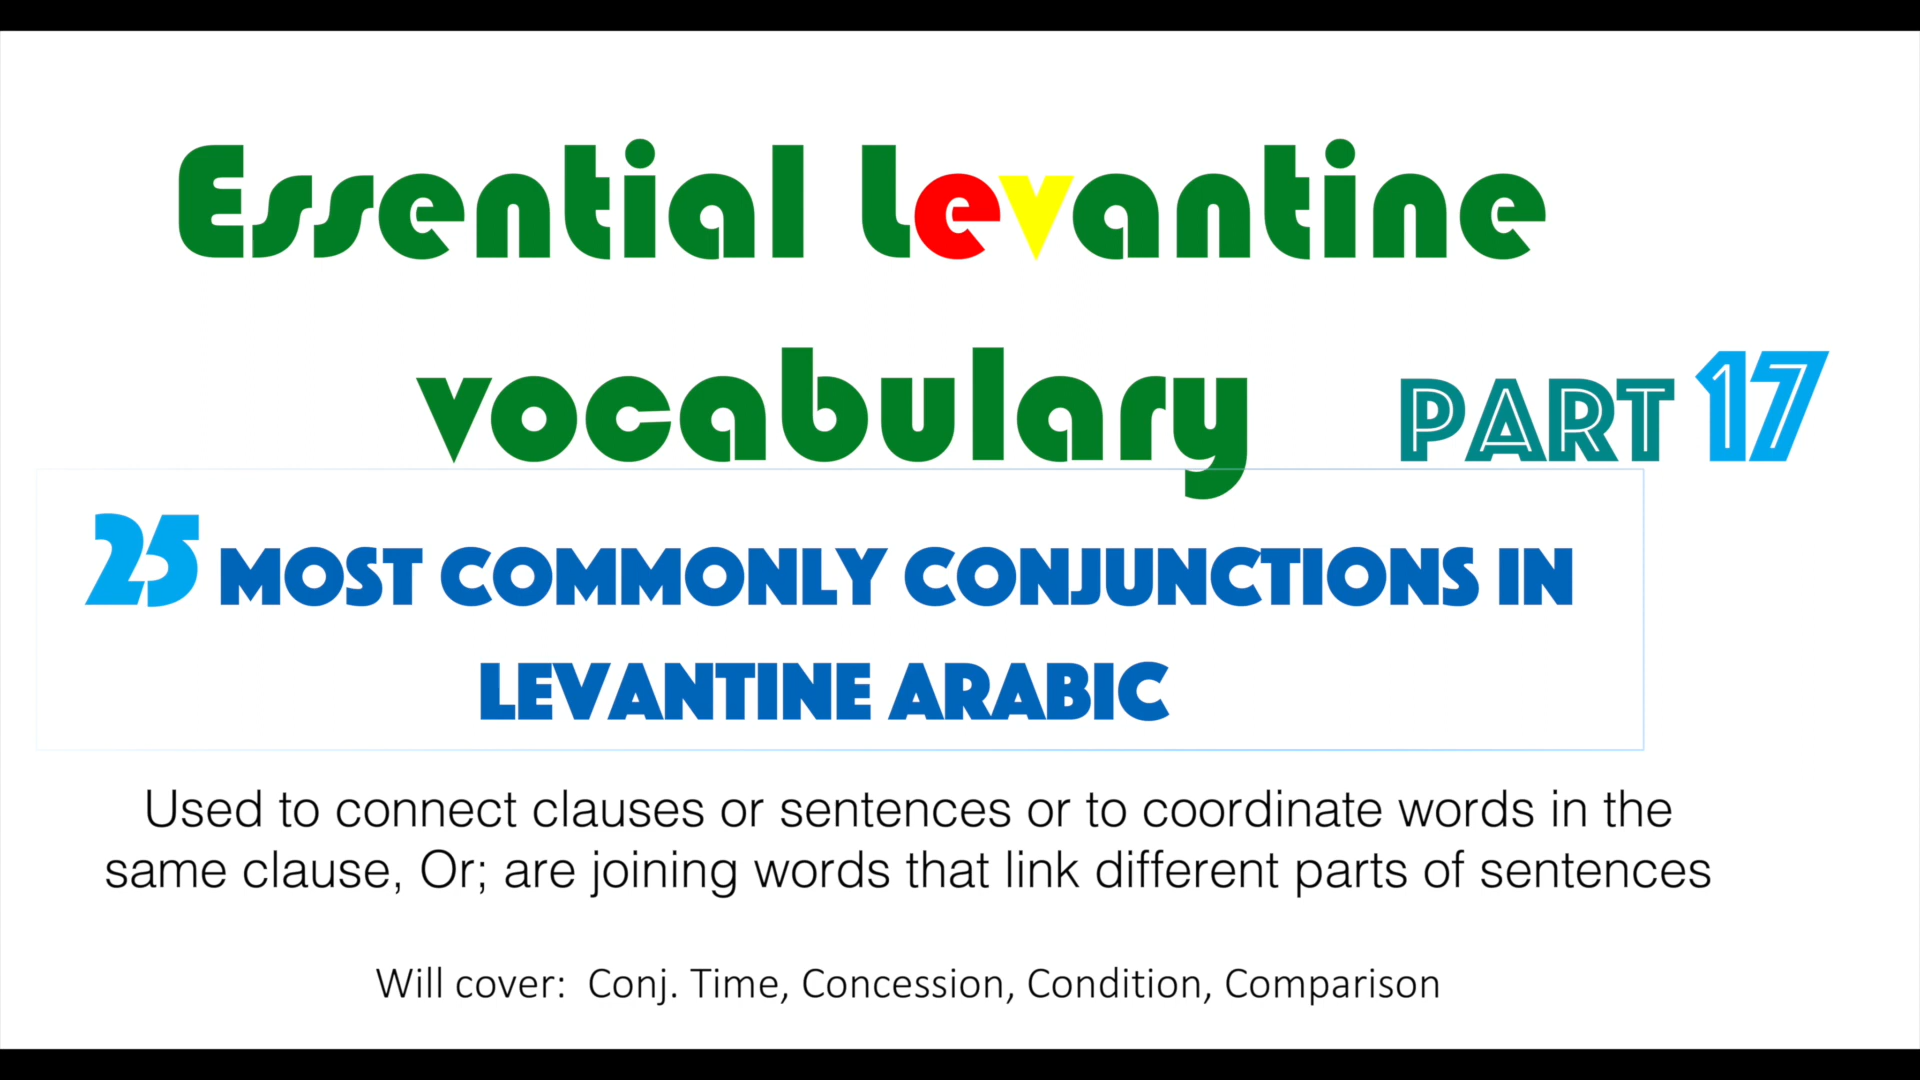 Essential Levantine
vocabulary PART 17
25 MOST COMMONLY CONJUNCTIONS IN
LEVANTINE ARABIC
Used to connect clauses or sentences or to coordinate words in the
same clause, Or; are joining words that link different parts of sentences
Will cover: Conj. Time, Concession, Condition, Comparison